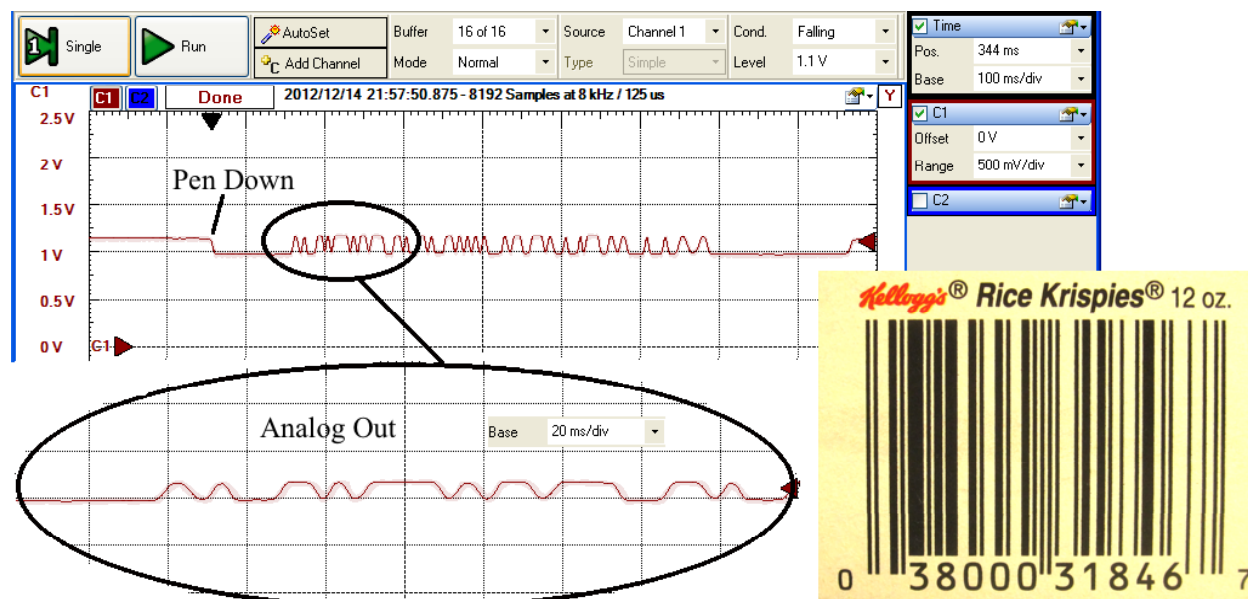 Single Run AutoSet Buffer 16 of 16 Source Channel 1 Cond. Falling
Add Channel Mode Normal Type Simple Level 1.1 V
Time
Pos. 344 ms
Base 100 ms/div
C1
Offset 0 V
Range 500 mV/div
C2
C1 C1 C2 Done 2012/12/14 21:57:50.875 - 8192 Samples at 8 kHz / 125 us Y
2.5 V
2 V
Pen Down
1.5 V
1 V
0.5 V
0 V C1
Analog Out
Base 20 ms/div
Kellogg's® Rice Krispies® 12 oz.
0 38000 31846 7